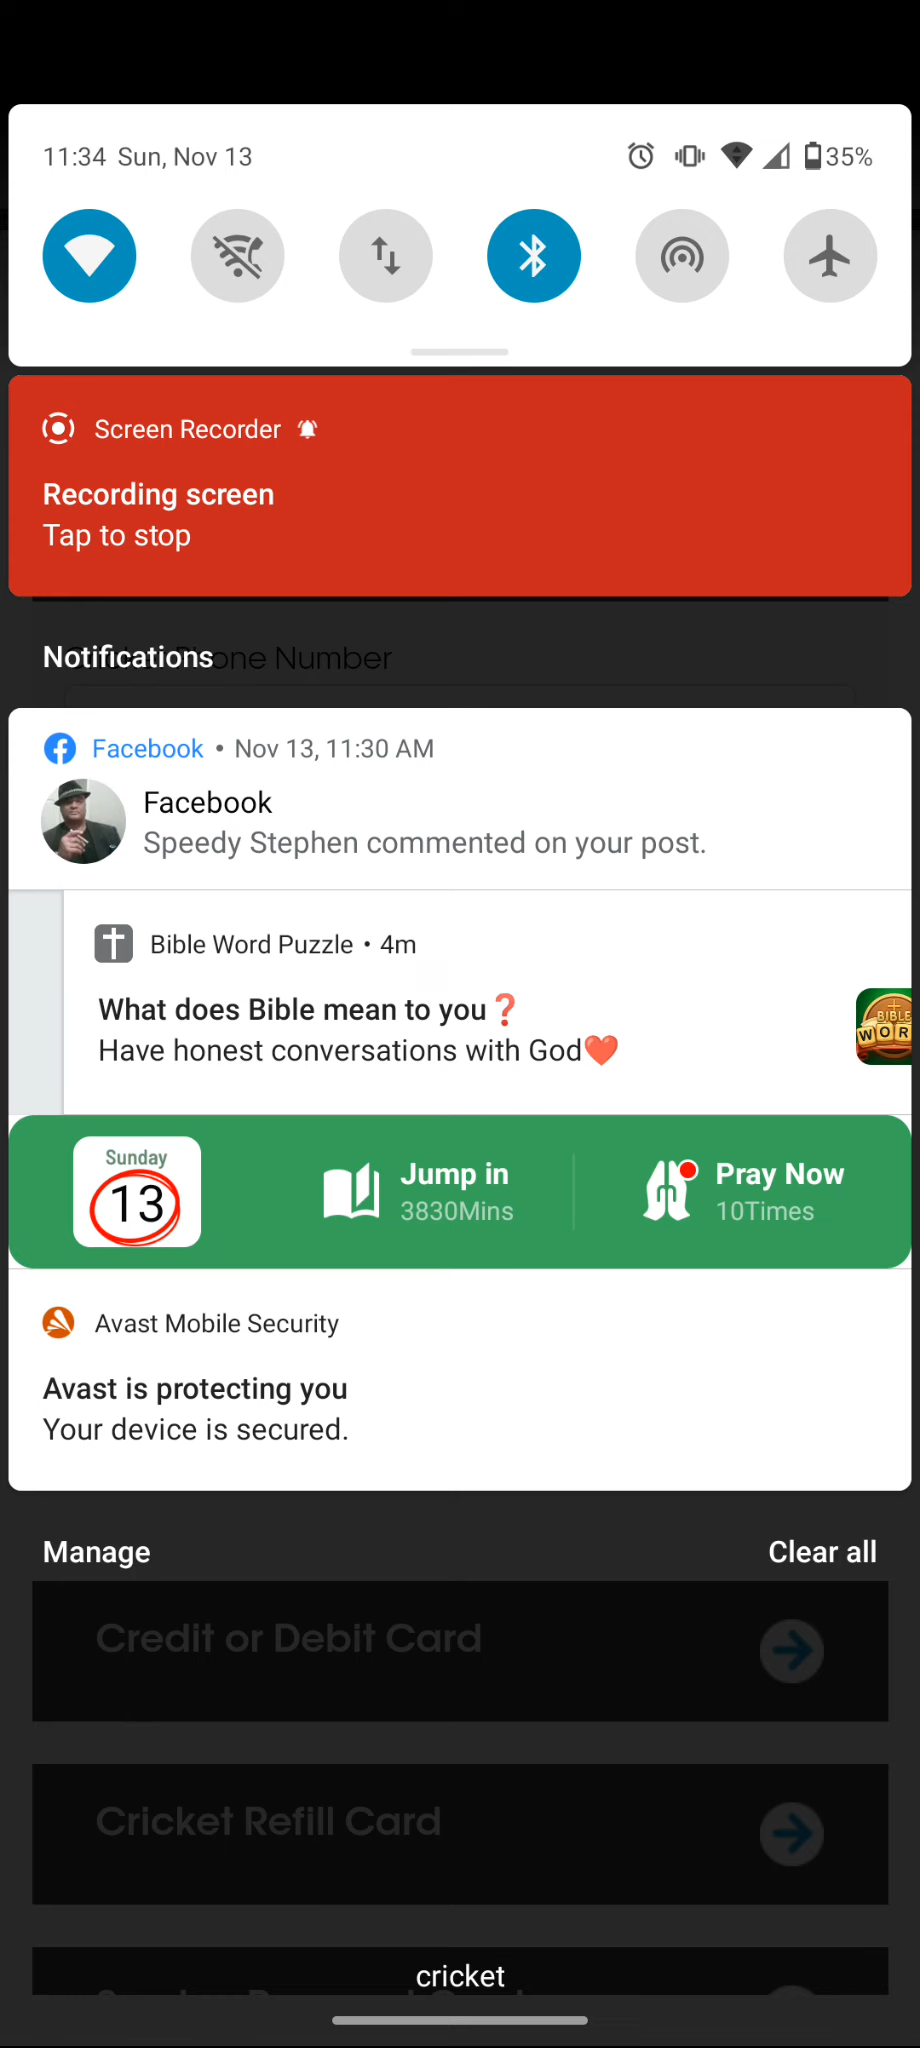 11:34 Sun, Nov 13
35%
Screen Recorder
Recording screen
Tap to stop
Notifications
one Number
Facebook • Nov 13, 11:30 AM
Facebook
Speedy Stephen commented on your post.
Bible Word Puzzle • 4m
What does Bible mean to you❓
Have honest conversations with God❤️
BIBLE
WOR
Sunday
13
Jump in
3830Mins
Pray Now
10Times
Avast Mobile Security
Avast is protecting you
Your device is secured.
Manage
Clear all
Credit or Debit Card
Cricket Refill Card
cricket